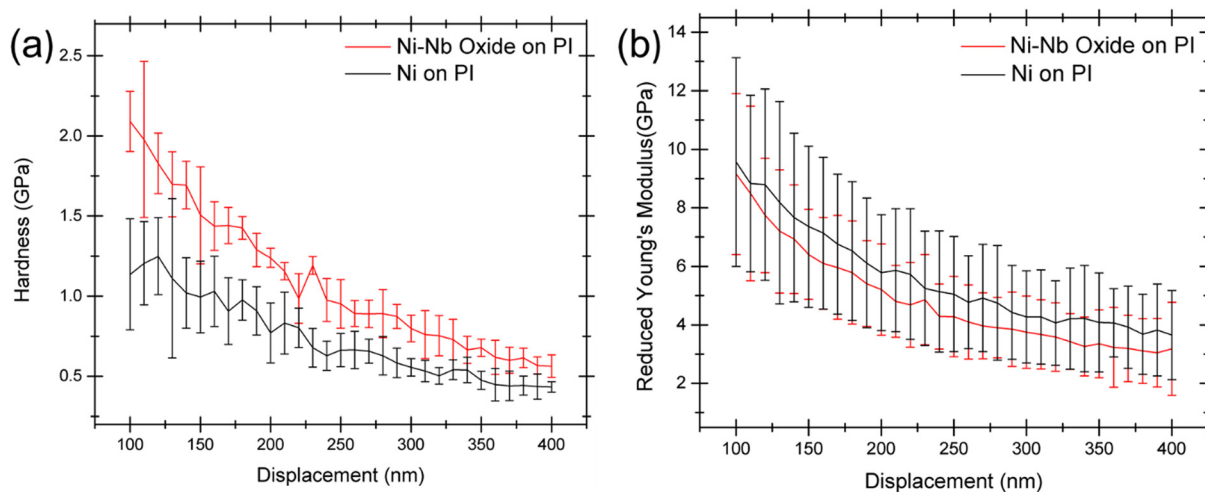 (a)
Ni-Nb Oxide on PI
Ni on PI
Hardness (GPa)
2.5
2.0
1.5
1.0
0.5
100 150 200 250 300 350 400
Displacement (nm)
(b)
Ni-Nb Oxide on PI
Ni on PI
Reduced Young's Modulus(GPa)
14
12
10
8
6
4
2
100 150 200 250 300 350 400
Displacement (nm)